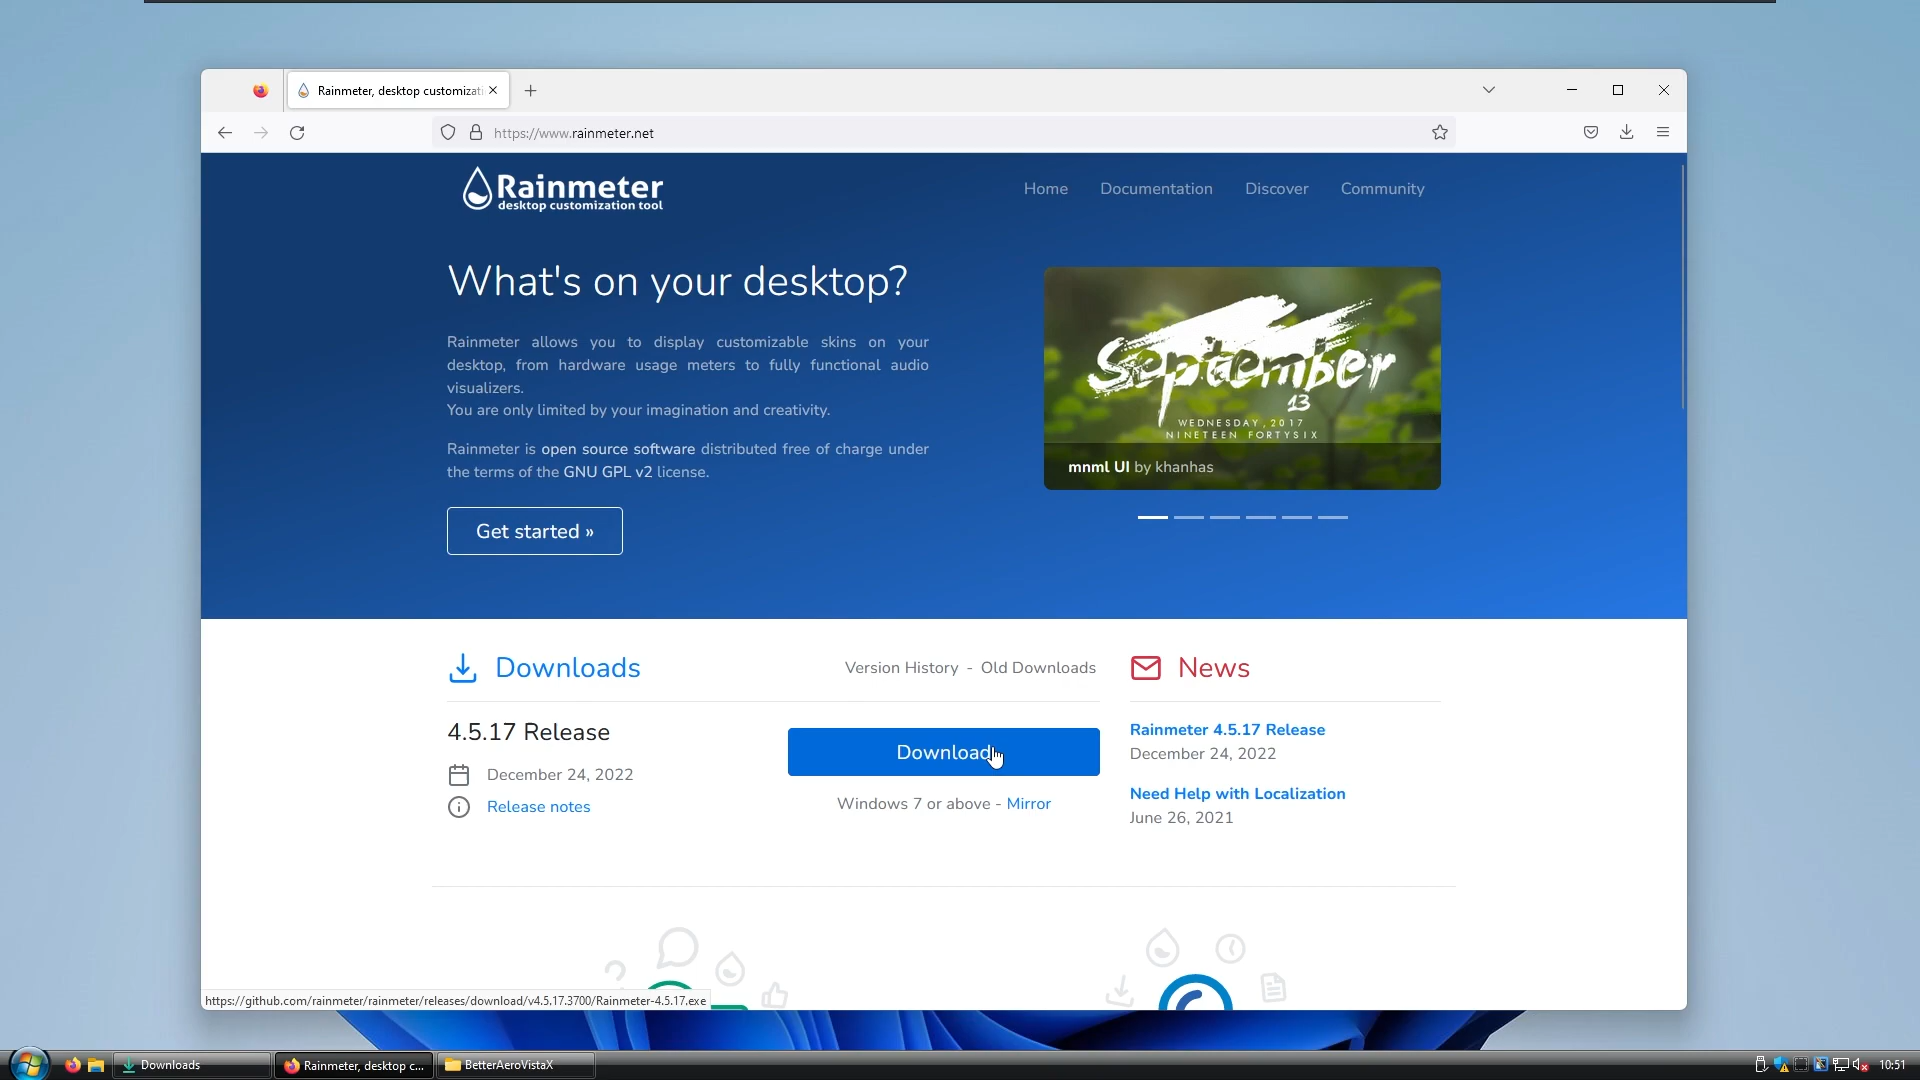 Rainmeter, desktop customizati
https://www.rainmeter.net
Rainmeter
desktop customization tool
Home
Documentation
Discover
Community
What's on your desktop?
Rainmeter allows you to display customizable skins on your
desktop, from hardware usage meters to fully functional audio
visualizers.
You are only limited by your imagination and creativity.
Rainmeter is open source software distributed free of charge under
the terms of the GNU GPL v2 license.
Get started »
September
13
WEDNESDAY, 2017
NINETEEN FORTYSIX
mnml UI by khanhas
Downloads
Version History - Old Downloads
4.5.17 Release
December 24, 2022
Release notes
Download
Windows 7 or above - Mirror
News
Rainmeter 4.5.17 Release
December 24, 2022
Need Help with Localization
June 26, 2021
https://github.com/rainmeter/rainmeter/releases/download/v4.5.17.3700/Rainmeter-4.5.17.exe
Downloads
Rainmeter, desktop c...
BetterAeroVistaX
10:51